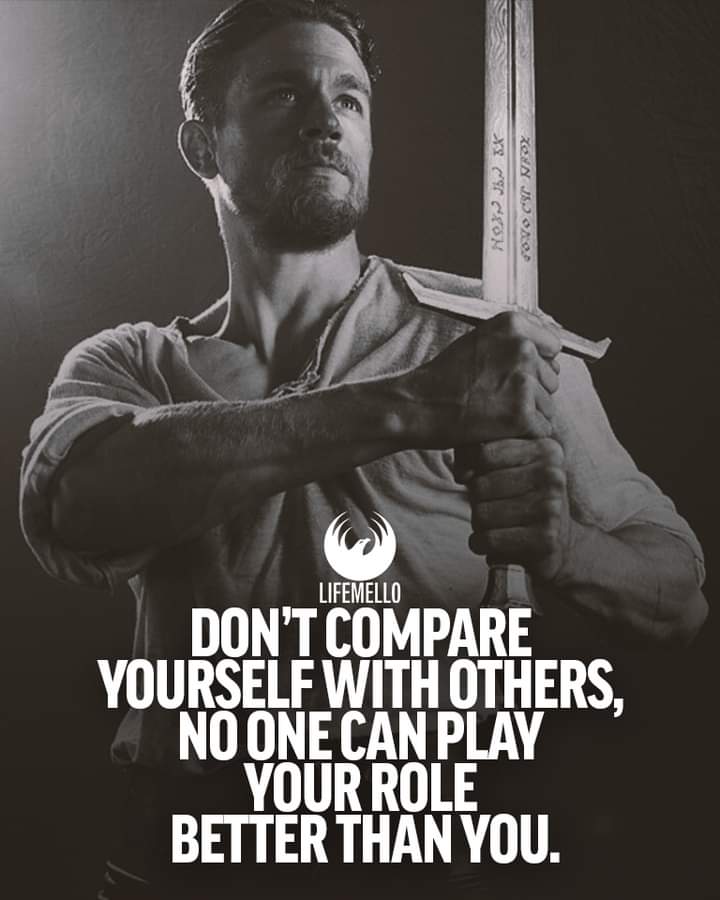 LIFEMELLO
DON'T COMPARE
YOURSELF WITH OTHERS,
NO ONE CAN PLAY
YOUR ROLE
BETTER THAN YOU.